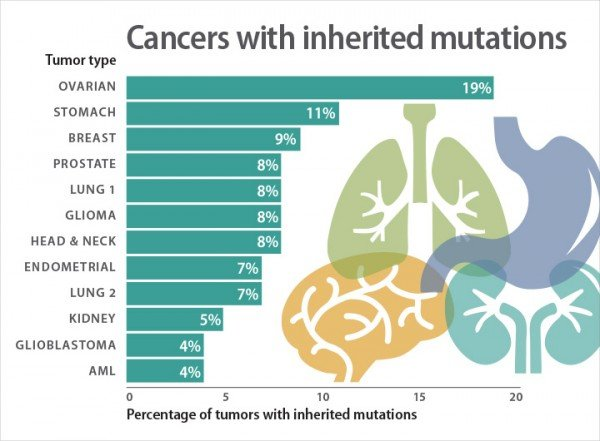 Cancers with inherited mutations
Tumor type
OVARIAN 19%
STOMACH 11%
BREAST 9%
PROSTATE 8%
LUNG 1 8%
GLIOMA 8%
HEAD & NECK 8%
ENDOMETRIAL 7%
LUNG 2 7%
KIDNEY 5%
GLIOBLASTOMA 4%
AML 4%
0 5 10 15 20
Percentage of tumors with inherited mutations